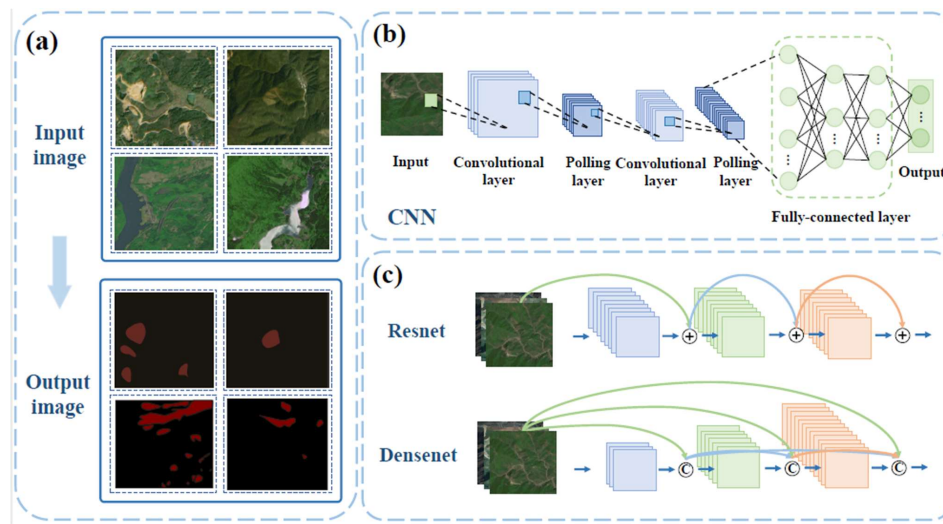 (a)
Input
image
Output
image
(b)
Input
Convolutional
layer
Polling
layer
Convolutional
layer
Polling
layer
Fully-connected layer
Output
CNN
(c)
Resnet
Densenet
C
C
C